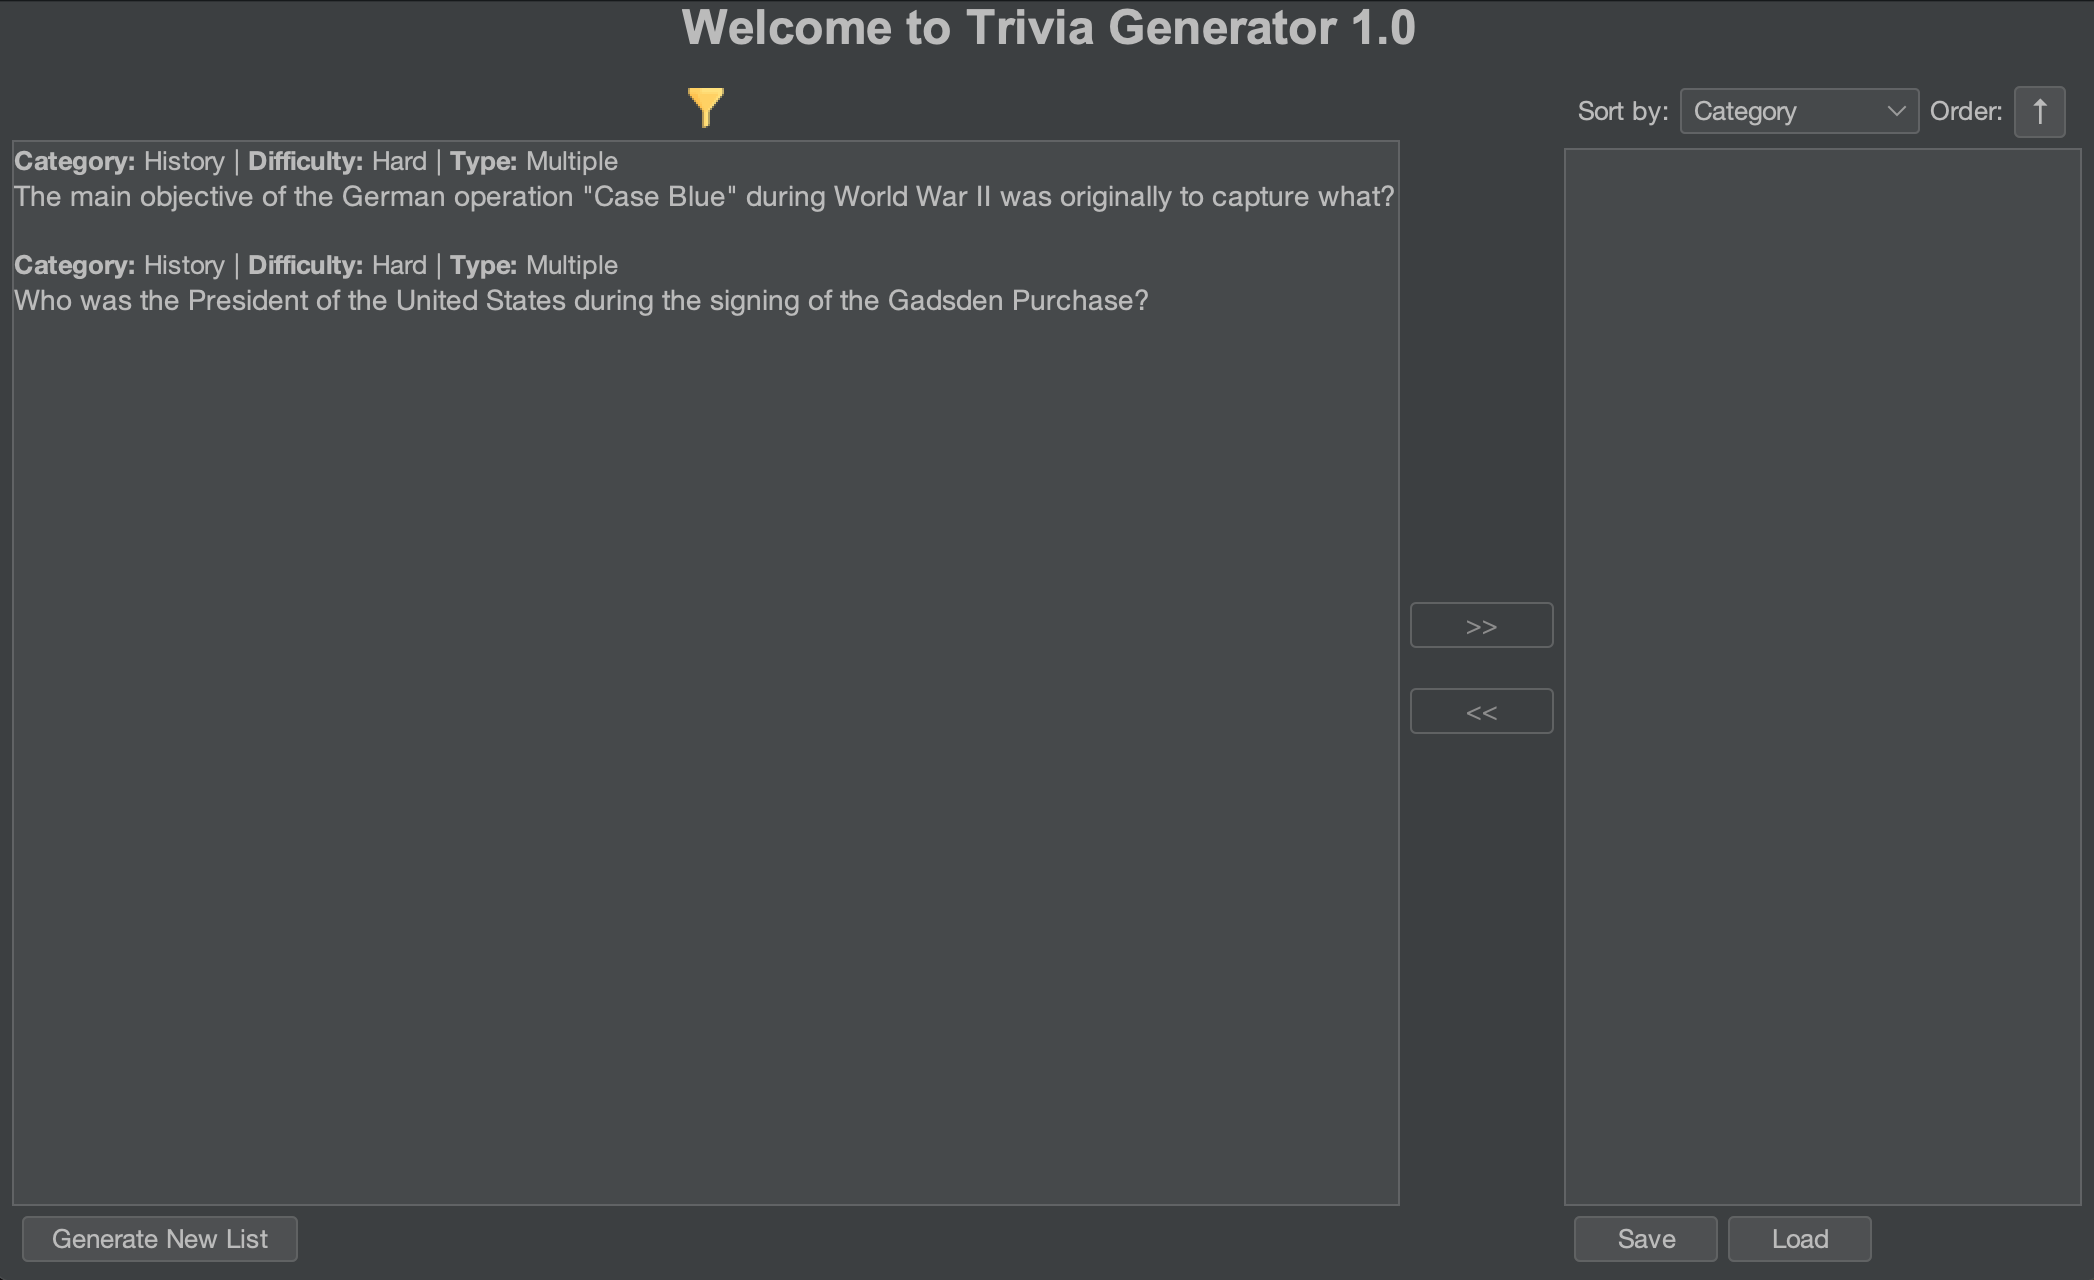 Welcome to Trivia Generator 1.0
Sort by: Category Order: ↑
Category: History | Difficulty: Hard | Type: Multiple
The main objective of the German operation "Case Blue" during World War II was originally to capture what?
Category: History | Difficulty: Hard | Type: Multiple
Who was the President of the United States during the signing of the Gadsden Purchase?
>>
<<
Generate New List
Save Load